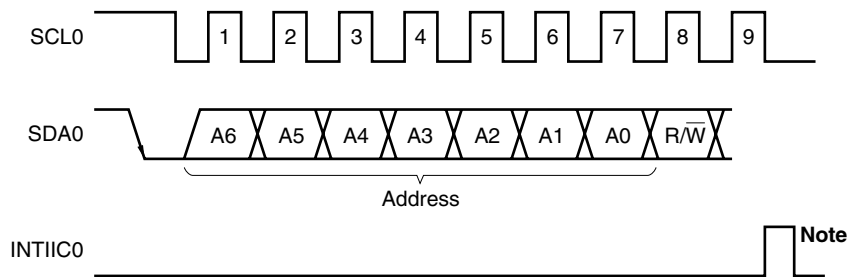 SCL0 1 2 3 4 5 6 7 8 9
SDA0 A6 A5 A4 A3 A2 A1 A0 R/W̅
Address
Note
INTIIC0